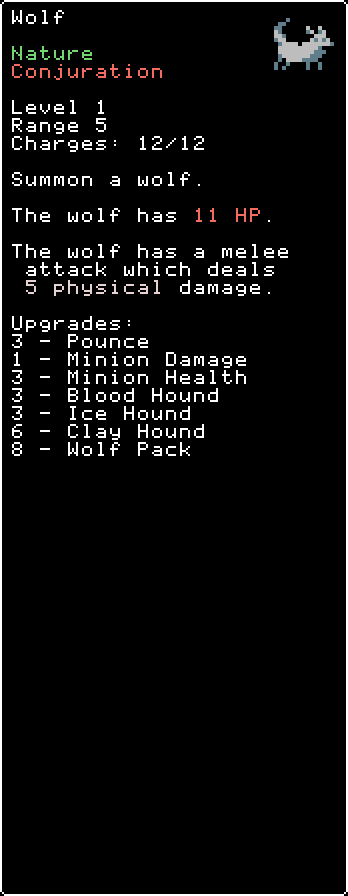 Wolf
Nature
Conjuration
Level 1
Range 5
Charges: 12/12
Summon a wolf.
The wolf has 11 HP.
The wolf has a melee
attack which deals
5 physical damage.
Upgrades:
3 - Pounce
1 - Minion Damage
3 - Minion Health
3 - Blood Hound
3 - Ice Hound
6 - Clay Hound
8 - Wolf Pack